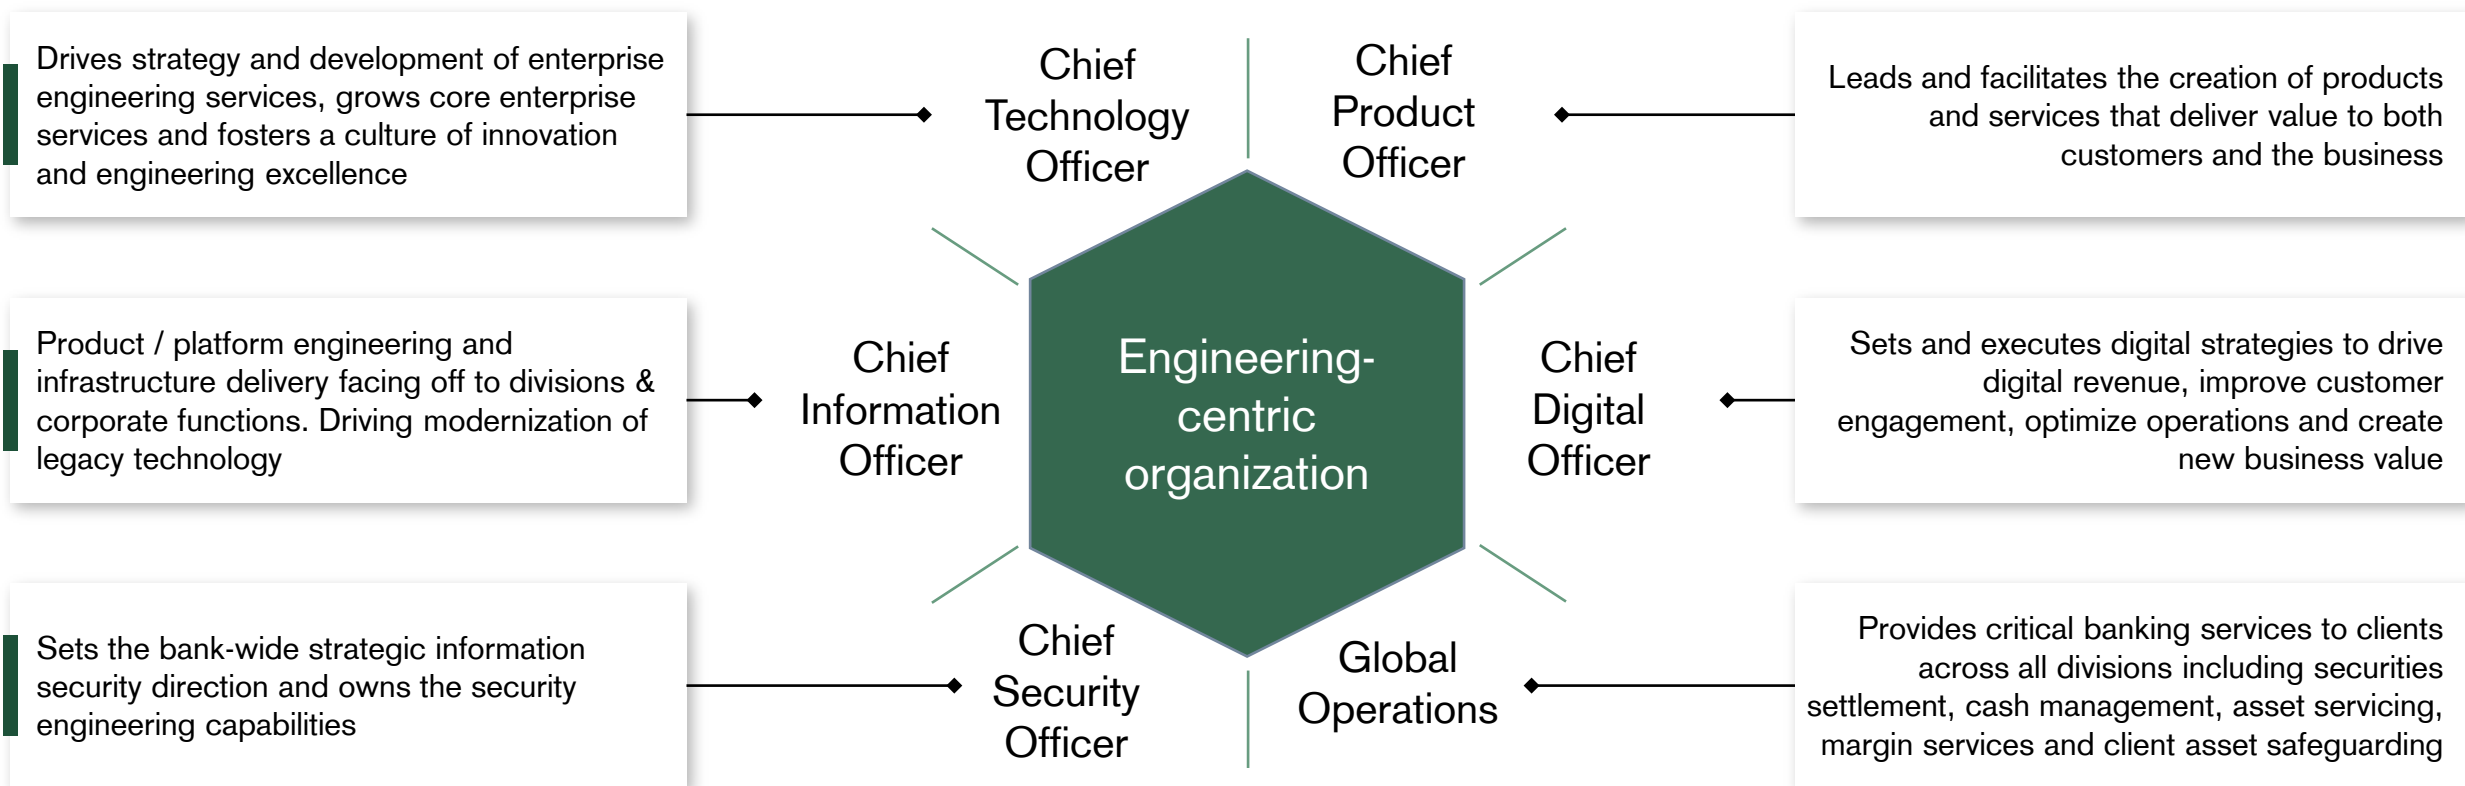 Drives strategy and development of enterprise
engineering services, grows core enterprise
services and fosters a culture of innovation
and engineering excellence
Chief
Technology
Officer
Chief
Product
Officer
Leads and facilitates the creation of products
and services that deliver value to both
customers and the business
Product / platform engineering and
infrastructure delivery facing off to divisions &
corporate functions. Driving modernization of
legacy technology
Chief
Information
Officer
Engineering-
centric
organization
Chief
Digital
Officer
Sets and executes digital strategies to drive
digital revenue, improve customer
engagement, optimize operations and create
new business value
Sets the bank-wide strategic information
security direction and owns the security
engineering capabilities
Chief
Security
Officer
Global
Operations
Provides critical banking services to clients
across all divisions including securities
settlement, cash management, asset servicing,
margin services and client asset safeguarding